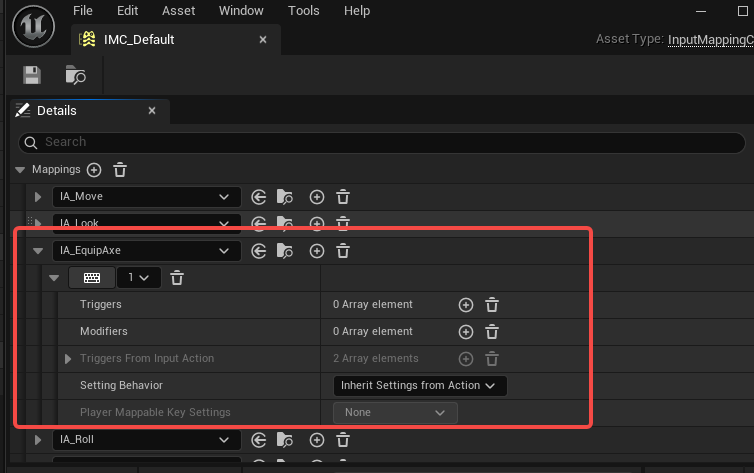 File Edit Asset Window Tools Help
IMC_Default
Asset Type: InputMappingC
Details
Search
Mappings
IA_Move
IA_Look
IA_EquipAxe
1
Triggers 0 Array element
Modifiers 0 Array element
Triggers From Input Action 2 Array elements
Setting Behavior Inherit Settings from Action
Player Mappable Key Settings None
IA_Roll